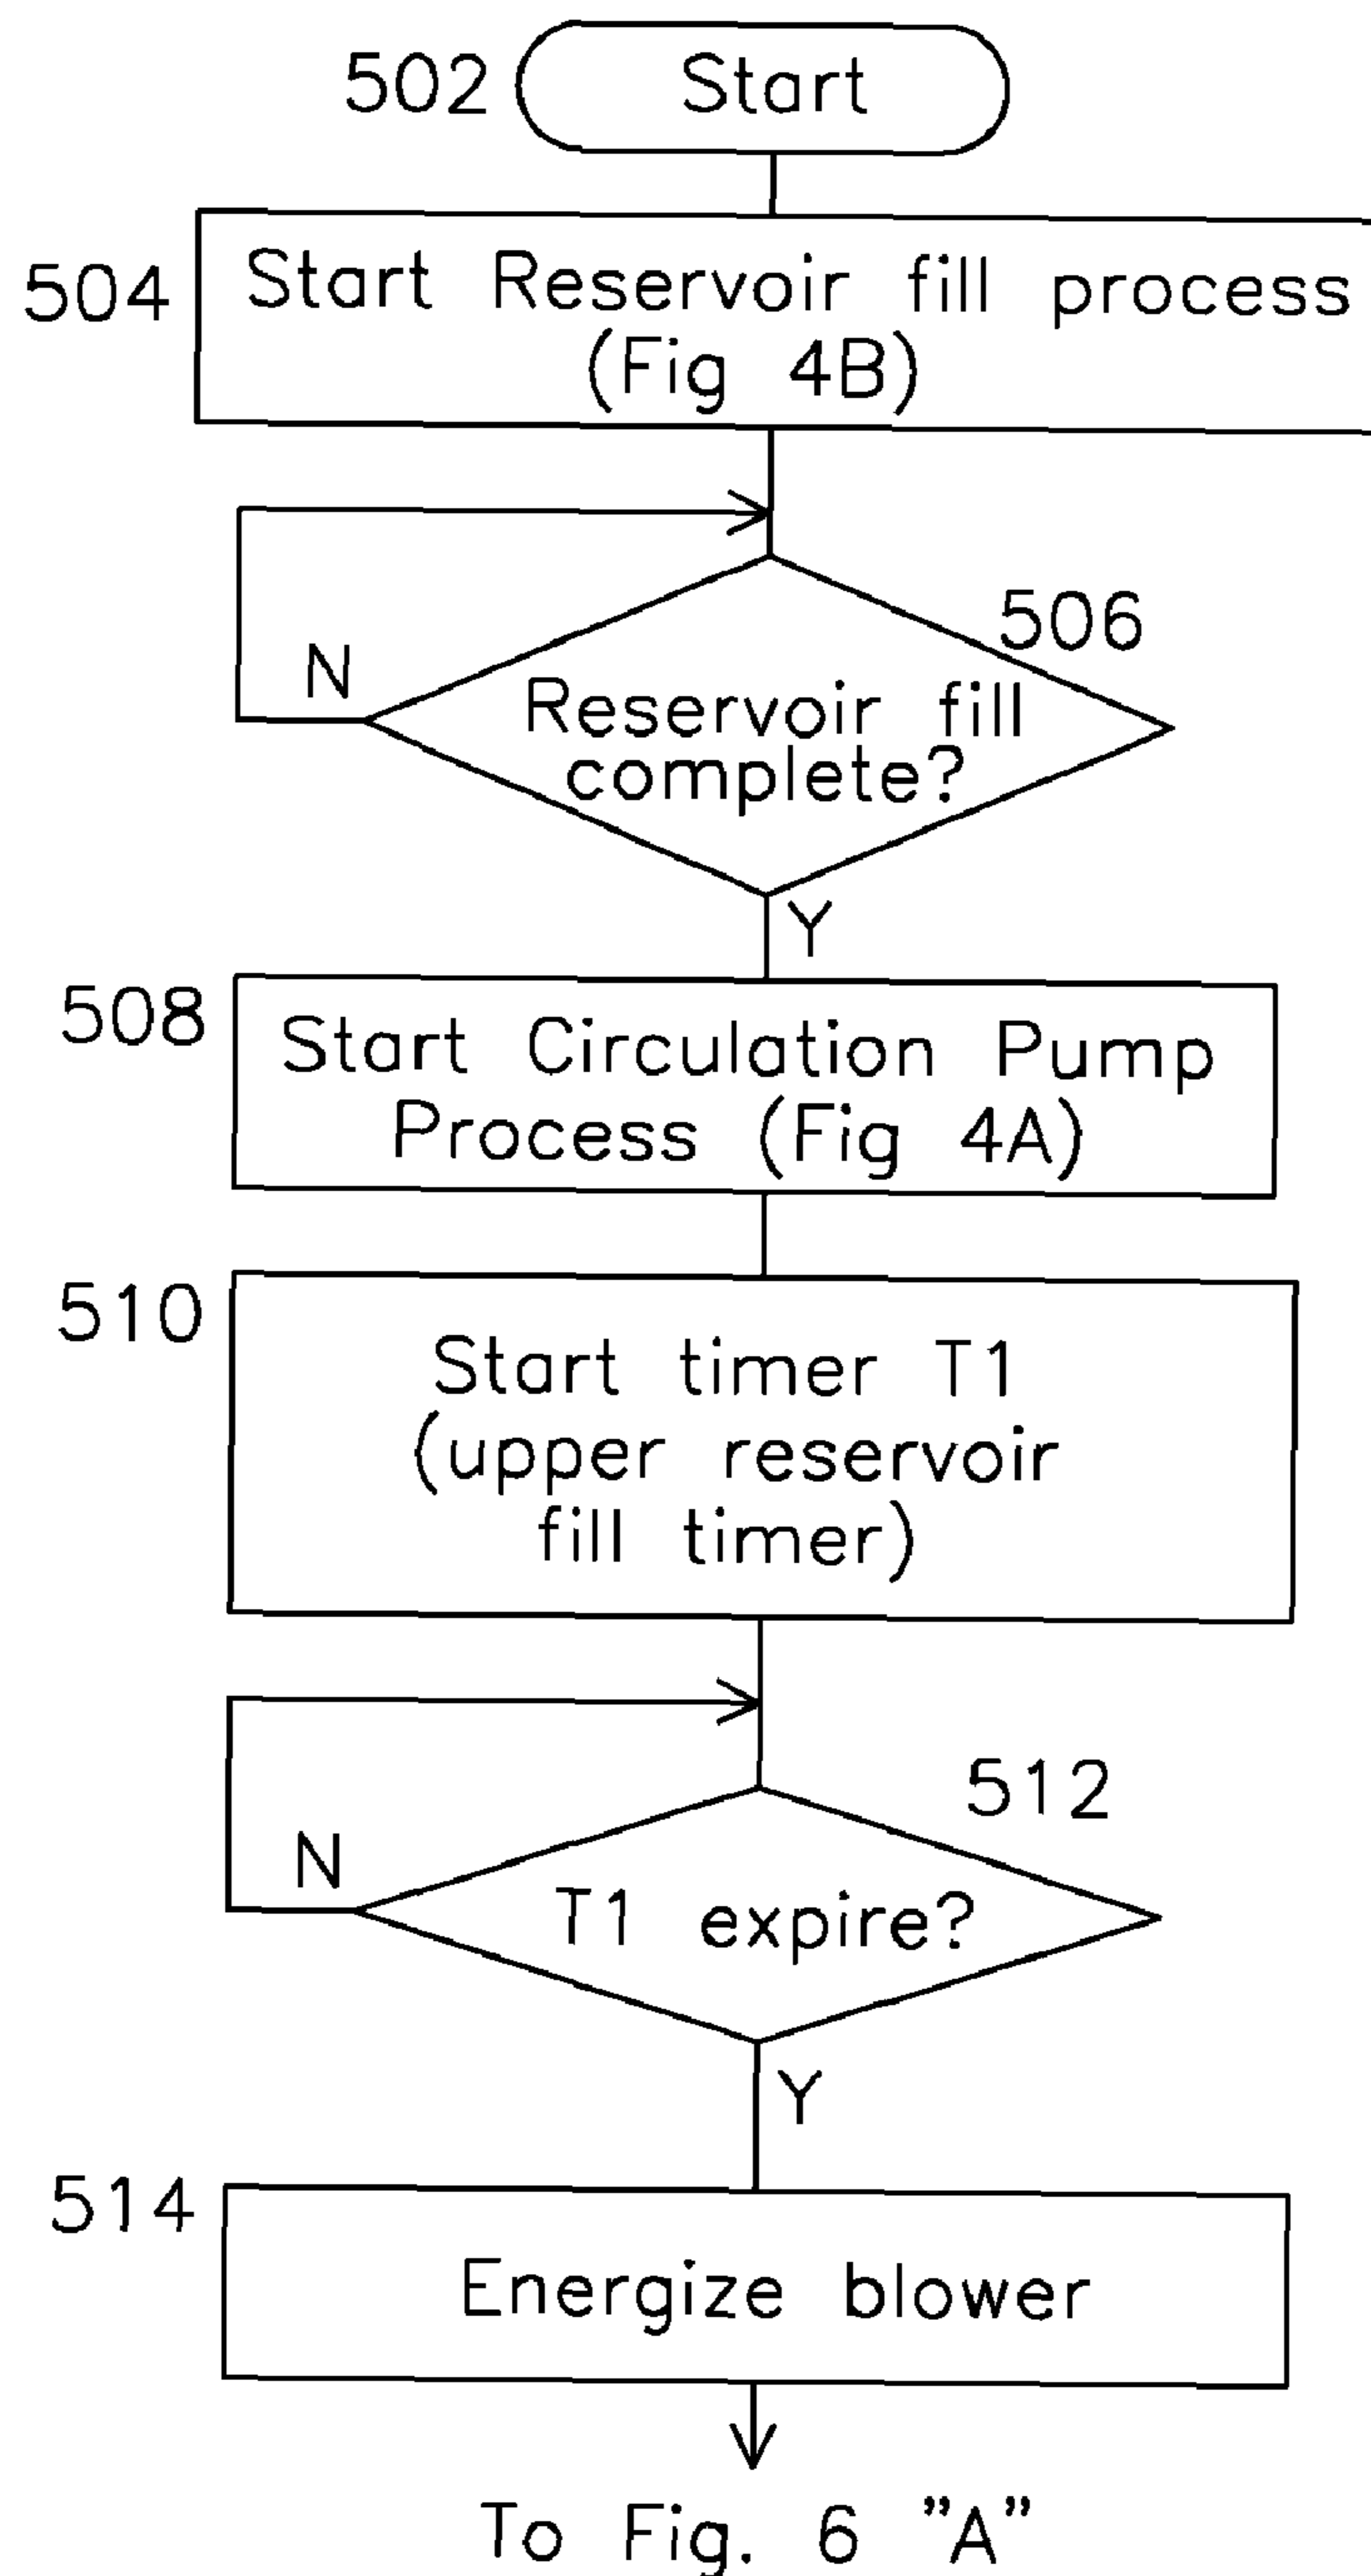 502 Start
504 Start Reservoir fill process
(Fig 4B)
506
N Reservoir fill
complete?
Y
508 Start Circulation Pump
Process (Fig 4A)
510
Start timer T1
(upper reservoir
fill timer)
512
N T1 expire?
Y
514
Energize blower
To Fig. 6 "A"